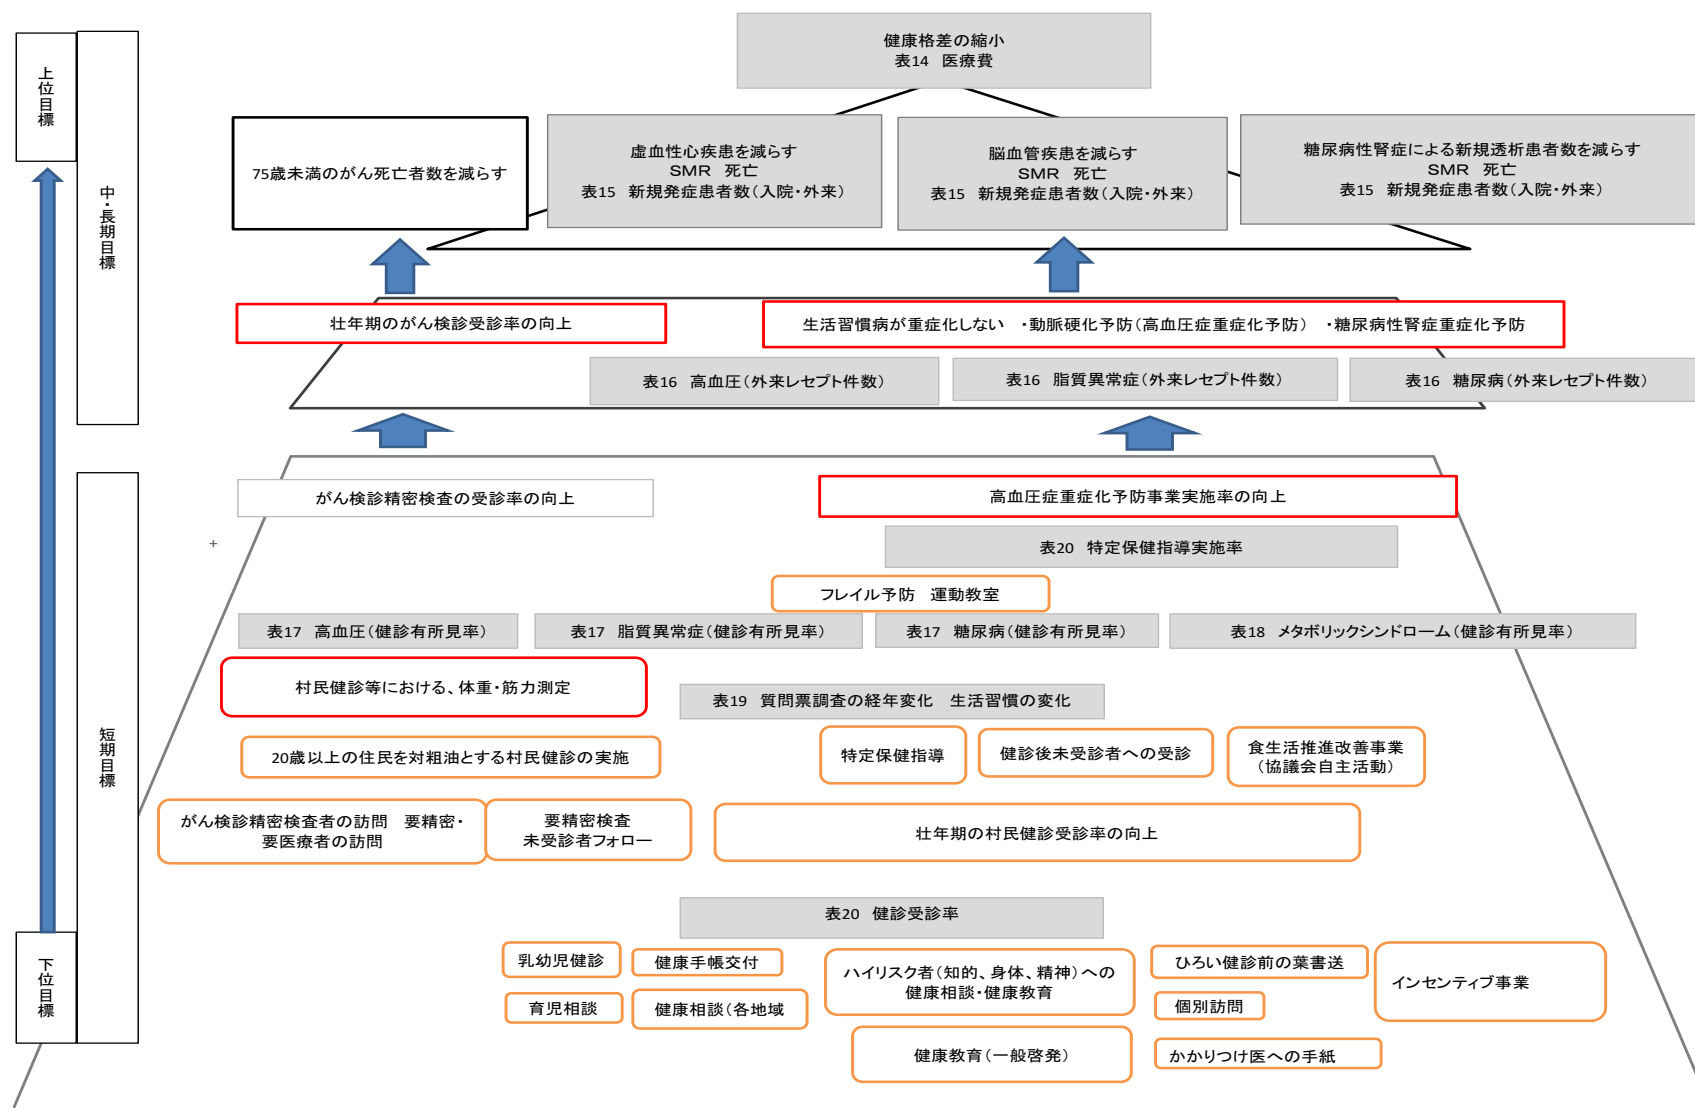 健康格差の縮小
表14 医療費
上位目標
中・長期目標
75歳未満のがん死亡者数を減らす
虚血性心疾患を減らす
SMR 死亡
表15 新規発症患者数(入院・外来)
脳血管疾患を減らす
SMR 死亡
表15 新規発症患者数(入院・外来)
糖尿病性腎症による新規透析患者数を減らす
SMR 死亡
表15 新規発症患者数(入院・外来)
壮年期のがん検診受診率の向上
生活習慣病が重症化しない ・動脈硬化予防(高血圧症重症化予防) ・糖尿病性腎症重症化予防
表16 高血圧(外来レセプト件数)
表16 脂質異常症(外来レセプト件数)
表16 糖尿病(外来レセプト件数)
短期目標
がん検診精密検査の受診率の向上
高血圧症重症化予防事業実施率の向上
+
表20 特定保健指導実施率
フレイル予防 運動教室
表17 高血圧(健診有所見率)
表17 脂質異常症(健診有所見率)
表17 糖尿病(健診有所見率)
表18 メタボリックシンドローム(健診有所見率)
村民健診等における、体重・筋力測定
表19 質問票調査の経年変化 生活習慣の変化
20歳以上の住民を対粗油とする村民健診の実施
特定保健指導
健診後未受診者への受診
食生活推進改善事業
(協議会自主活動)
がん検診精密検査者の訪問 要精密・
要医療者の訪問
要精密検査
未受診者フォロー
壮年期の村民健診受診率の向上
表20 健診受診率
下位目標
乳幼児健診
健康手帳交付
ハイリスク者(知的、身体、精神)への
健康相談・健康教育
ひろい健診前の葉書送
インセンティブ事業
育児相談
健康相談(各地域
個別訪問
健康教育(一般啓発)
かかりつけ医への手紙